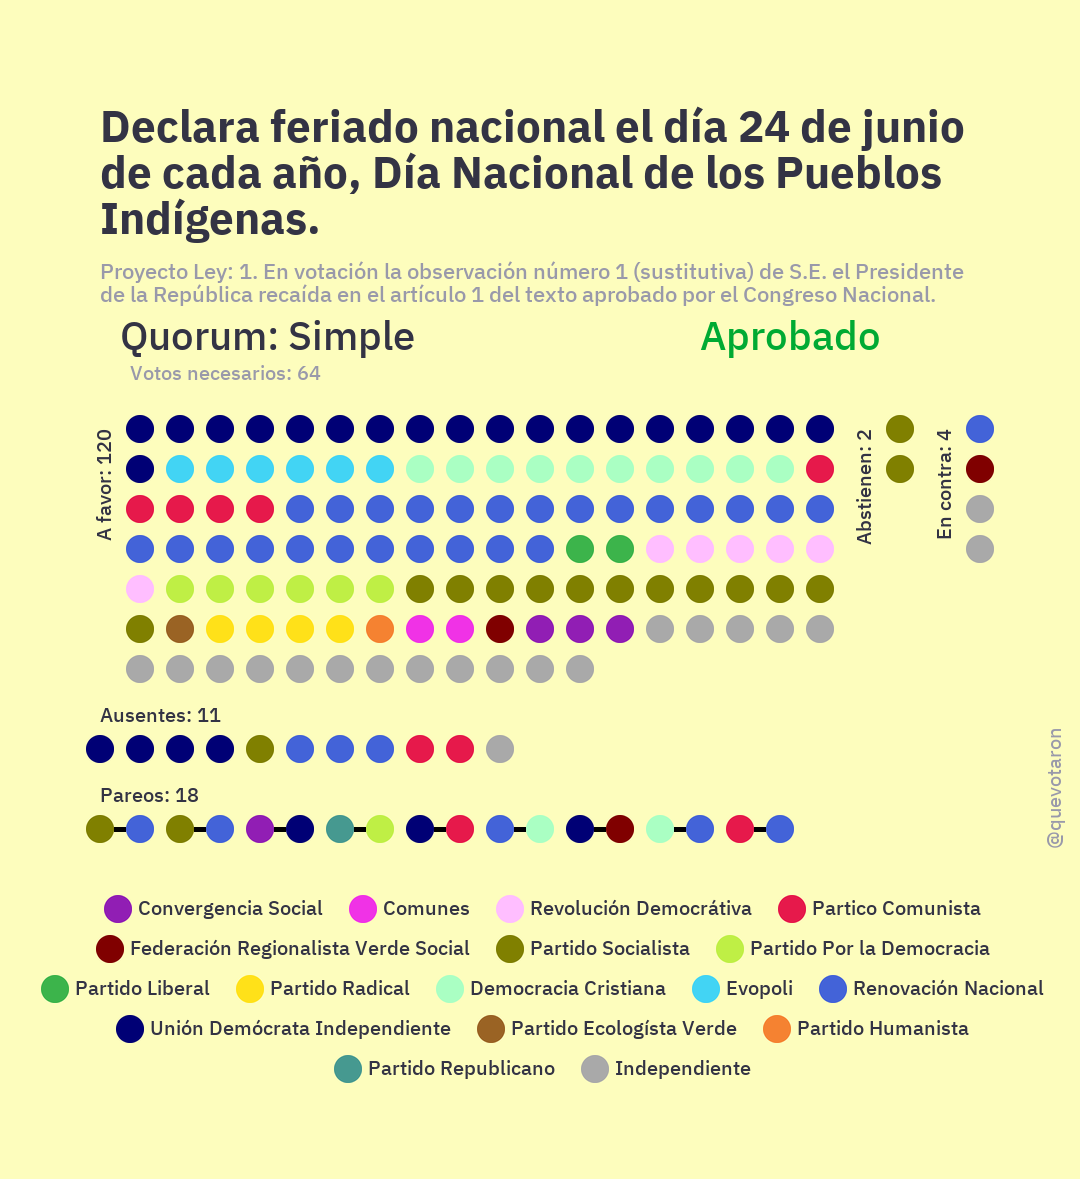 Declara feriado nacional el día 24 de junio
de cada año, Día Nacional de los Pueblos
Indígenas.
Proyecto Ley: 1. En votación la observación número 1 (sustitutiva) de S.E. el Presidente
de la República recaída en el artículo 1 del texto aprobado por el Congreso Nacional.
Quorum: Simple
Aprobado
Votos necesarios: 64
A favor: 120
Abstienen: 2
En contra: 4
Ausentes: 11
Pareos: 18
@quevotaron
Convergencia Social
Comunes
Revolución Democrátiva
Partico Comunista
Federación Regionalista Verde Social
Partido Socialista
Partido Por la Democracia
Partido Liberal
Partido Radical
Democracia Cristiana
Evopoli
Renovación Nacional
Unión Demócrata Independiente
Partido Ecologísta Verde
Partido Humanista
Partido Republicano
Independiente